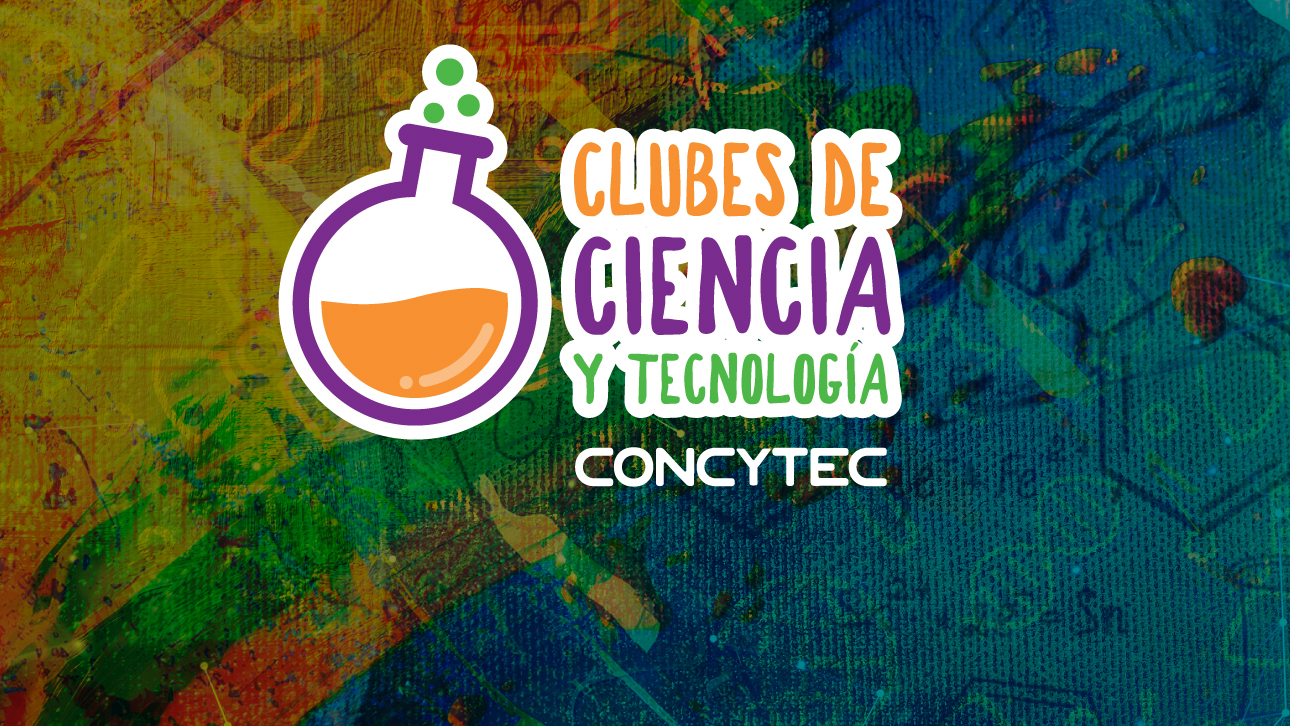 CLUBES DE
CIENCIA
Y TECNOLOGÍA
CONCYTEC